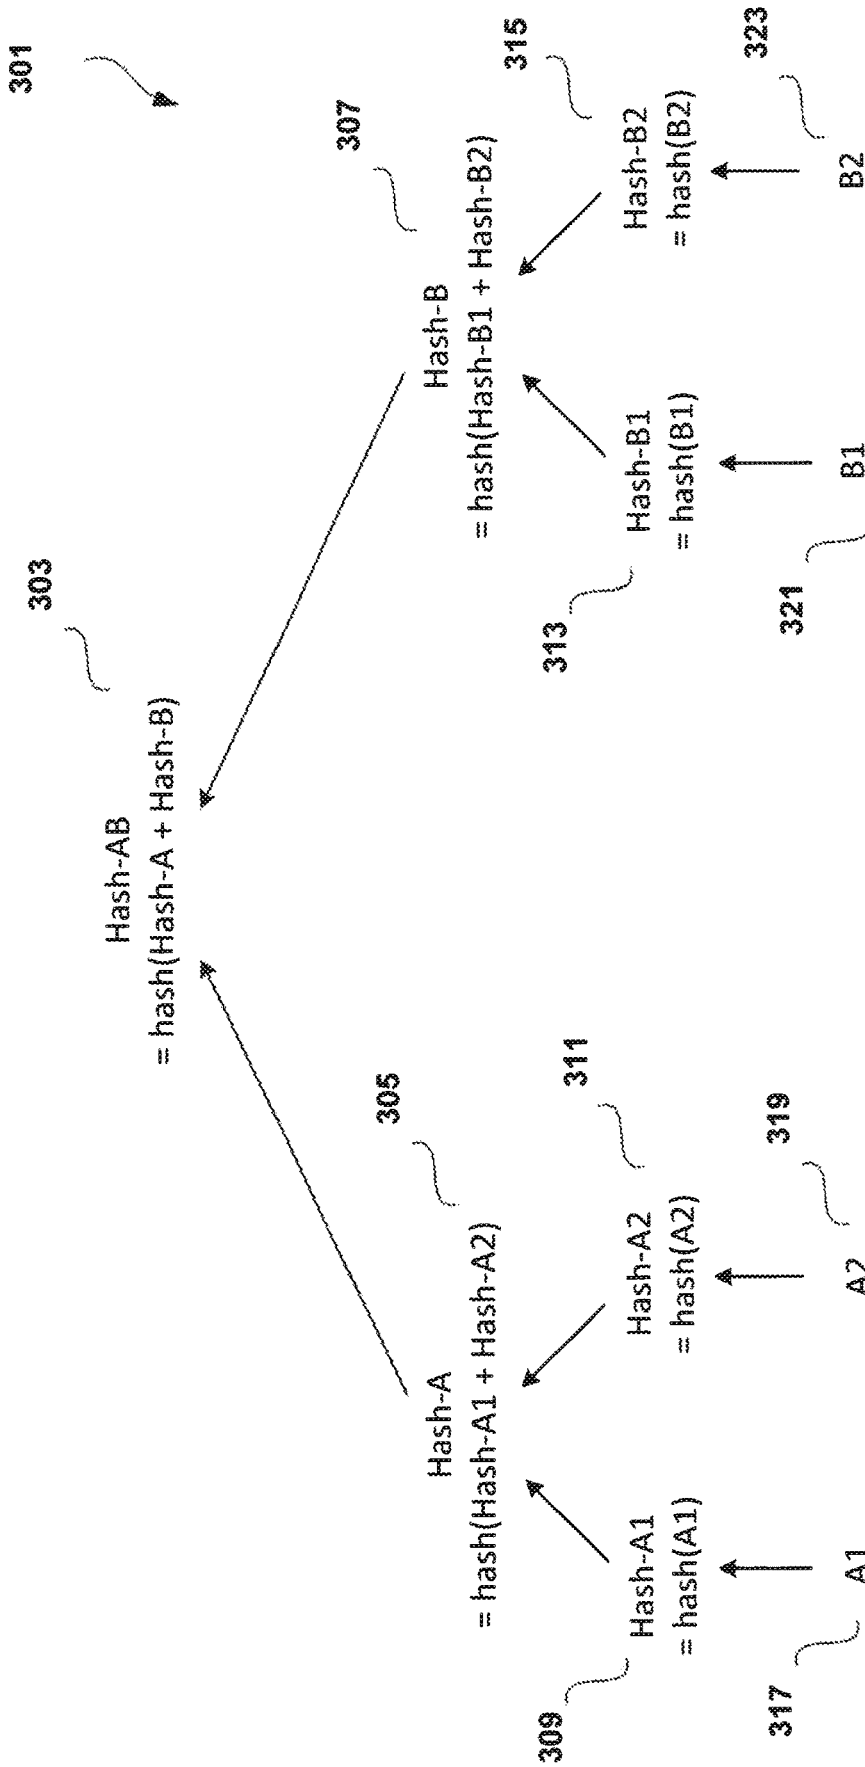 301
303
Hash-AB
= hash(Hash-A + Hash-B)
305
Hash-A
= hash(Hash-A1 + Hash-A2)
307
Hash-B
= hash(Hash-B1 + Hash-B2)
309
Hash-A1
= hash(A1)
311
Hash-A2
= hash(A2)
313
Hash-B1
= hash(B1)
315
Hash-B2
= hash(B2)
317
A1
319
A2
321
B1
323
B2